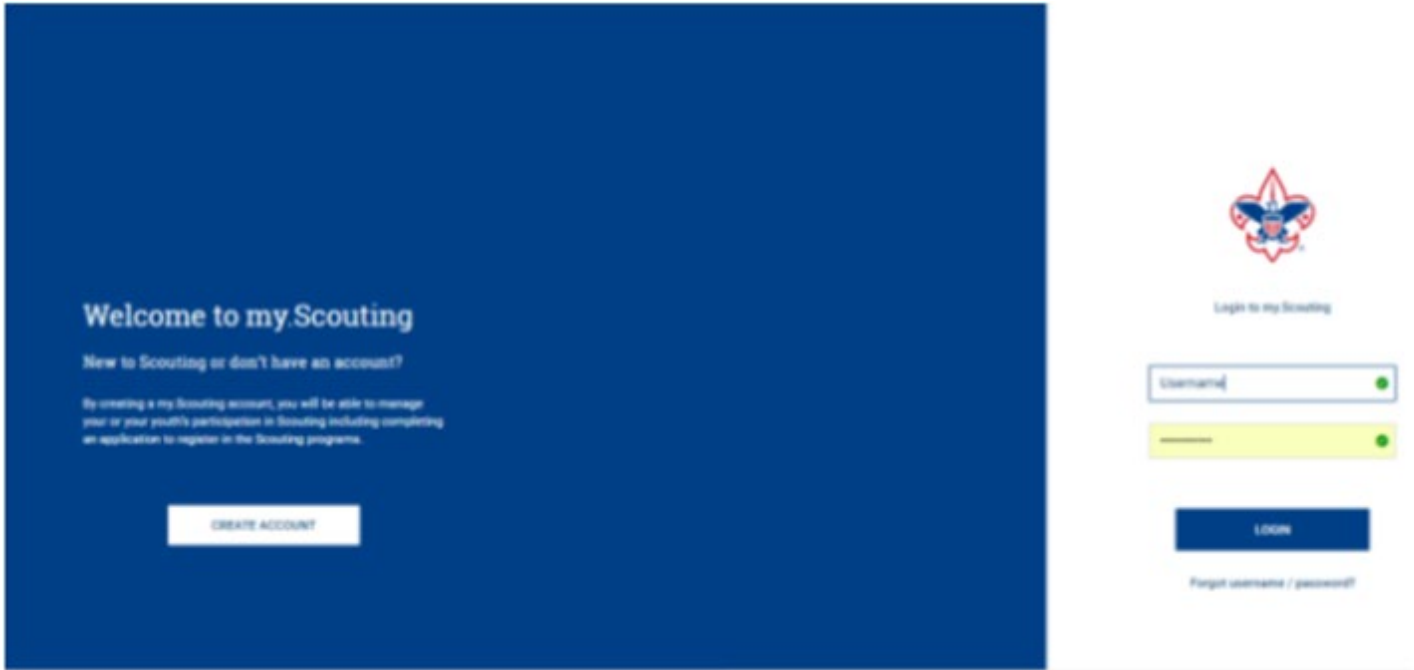 Welcome to my.Scouting
New to Scouting or don't have an account?
By creating a my.Scouting account, you will be able to manage
your or your youth's participation in Scouting including completing
an application to register in the Scouting programs.
CREATE ACCOUNT
Login to my.Scouting
Username
LOGIN
Forgot username / password?